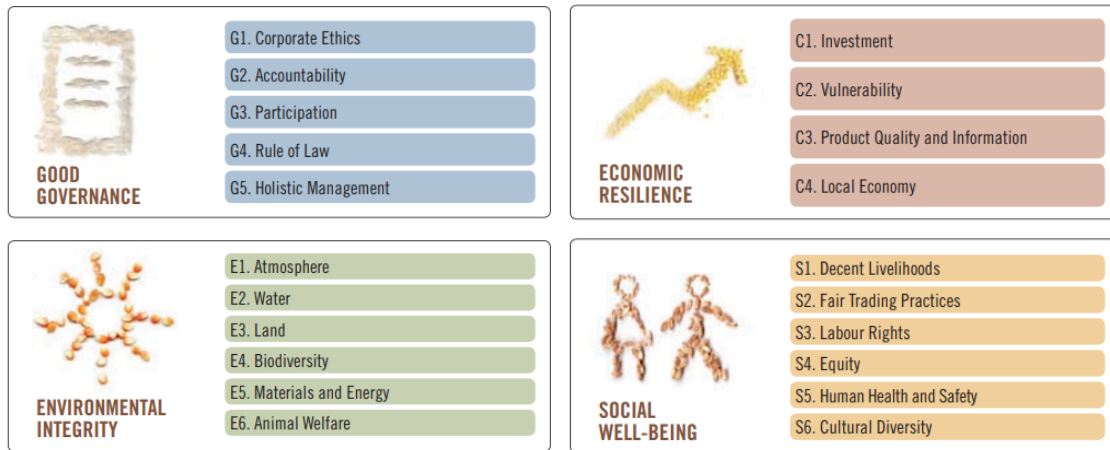 G1. Corporate Ethics
G2. Accountability
G3. Participation
G4. Rule of Law
G5. Holistic Management
GOOD
GOVERNANCE
C1. Investment
C2. Vulnerability
C3. Product Quality and Information
C4. Local Economy
ECONOMIC
RESILIENCE
E1. Atmosphere
E2. Water
E3. Land
E4. Biodiversity
E5. Materials and Energy
E6. Animal Welfare
ENVIRONMENTAL
INTEGRITY
S1. Decent Livelihoods
S2. Fair Trading Practices
S3. Labour Rights
S4. Equity
S5. Human Health and Safety
S6. Cultural Diversity
SOCIAL
WELL-BEING